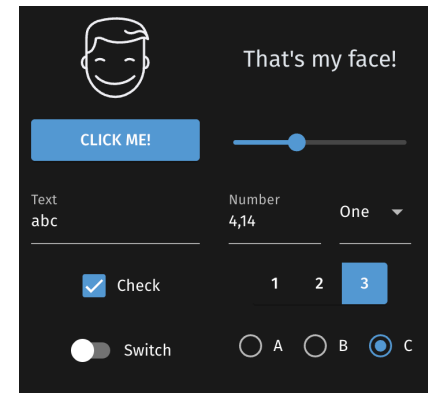 That's my face!
CLICK ME!
Text
abc
Number
4,14
One
Check
1 2 3
Switch
A B C